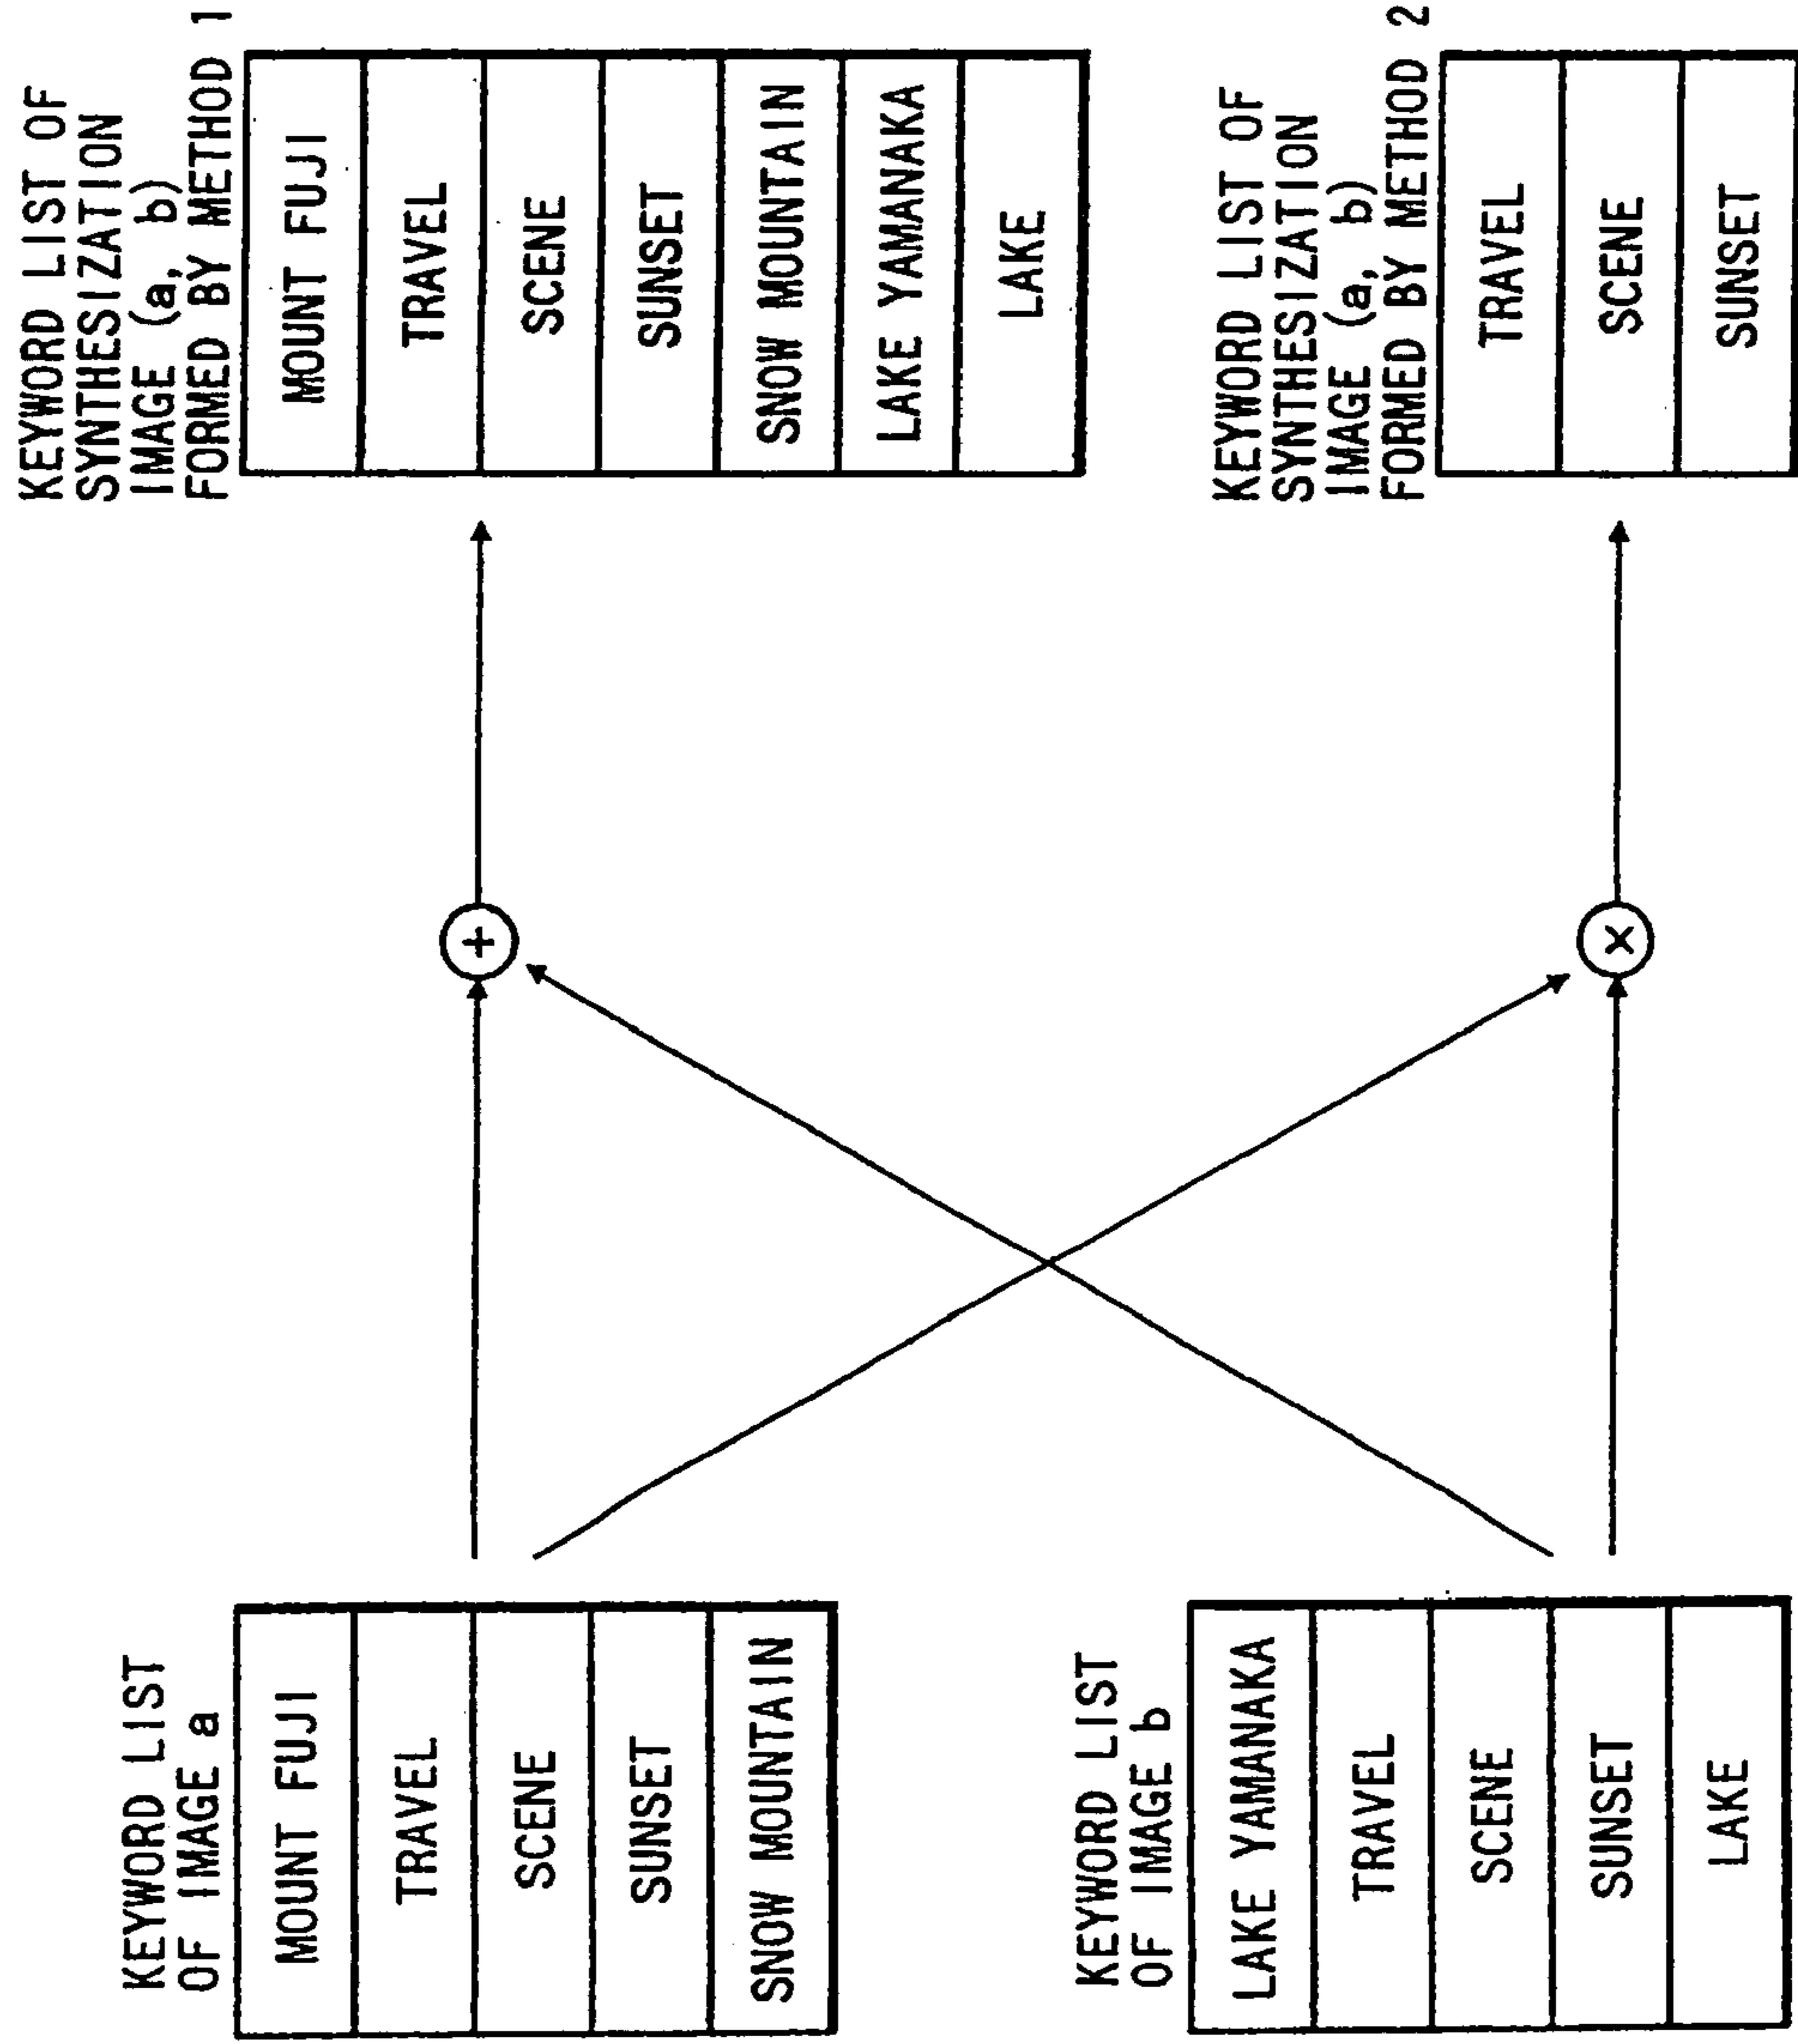 KEYWORD LIST
OF IMAGE a
MOUNT FUJI
TRAVEL
SCENE
SUNSET
SNOW MOUNTAIN
KEYWORD LIST
OF IMAGE b
LAKE YAMANAKA
TRAVEL
SCENE
SUNSET
LAKE
+
×
KEYWORD LIST OF
SYNTHESIZATION
IMAGE (a, b)
FORMED BY METHOD 1
MOUNT FUJI
TRAVEL
SCENE
SUNSET
SNOW MOUNTAIN
LAKE YAMANAKA
LAKE
KEYWORD LIST OF
SYNTHESIZATION
IMAGE (a, b)
FORMED BY METHOD 2
TRAVEL
SCENE
SUNSET